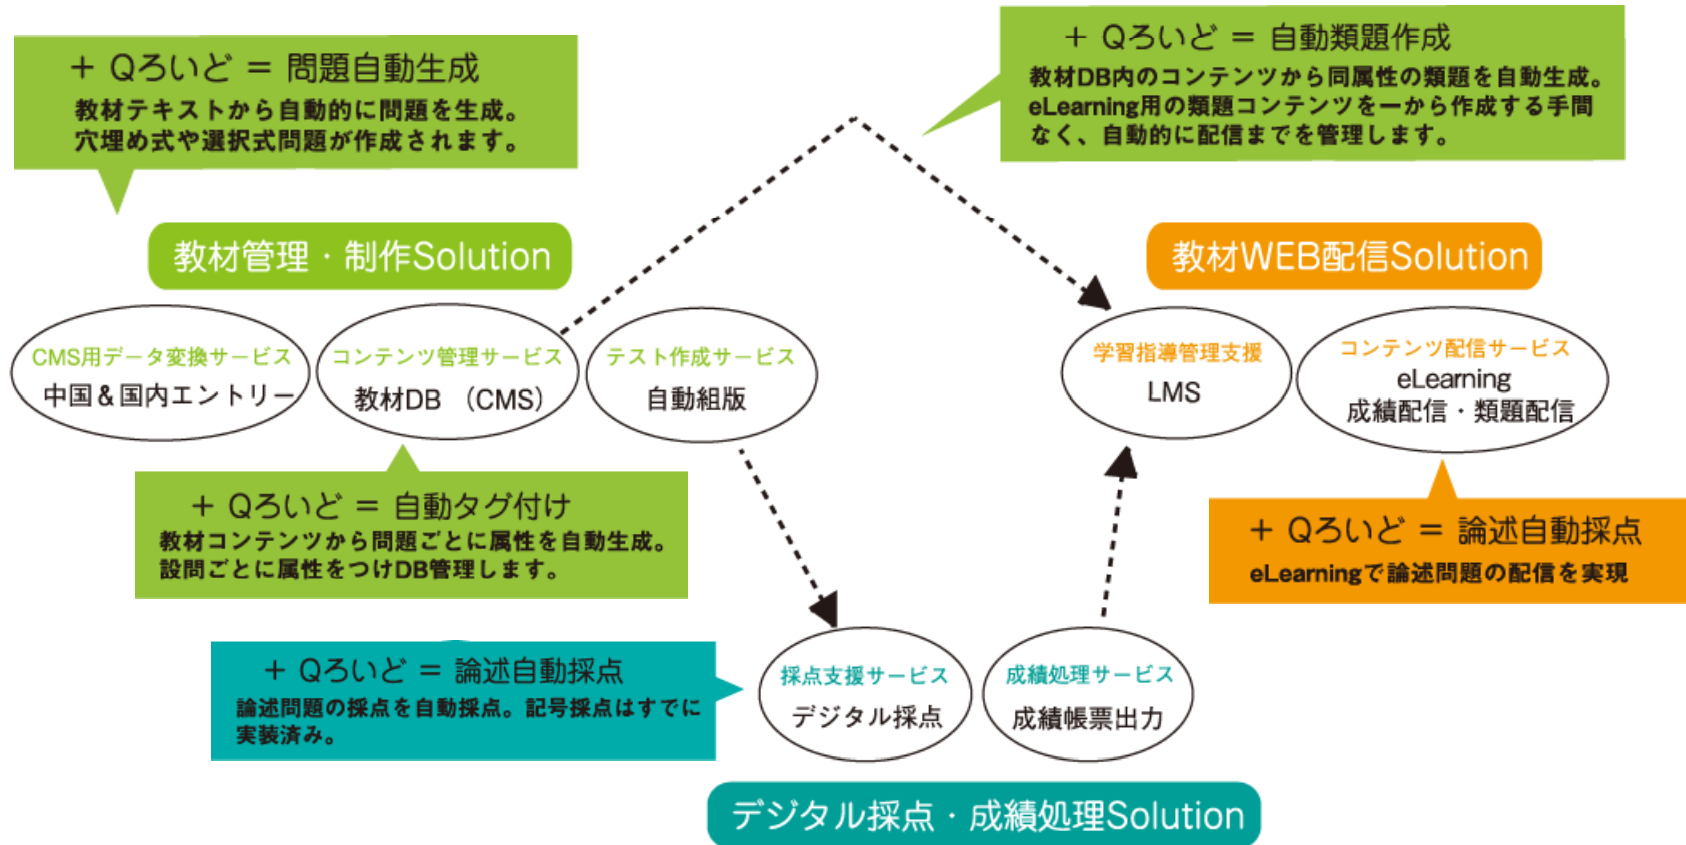 + Qろいど = 問題自動生成
教材テキストから自動的に問題を生成。
穴埋め式や選択式問題が作成されます。
+ Qろいど = 自動類題作成
教材DB内のコンテンツから同属性の類題を自動生成。
eLearning用の類題コンテンツを一から作成する手間
なく、自動的に配信までを管理します。
教材管理・制作Solution
教材WEB配信Solution
CMS用データ変換サービス
中国＆国内エントリー
コンテンツ管理サービス
教材DB （CMS）
テスト作成サービス
自動組版
学習指導管理支援
LMS
コンテンツ配信サービス
eLearning
成績配信・類題配信
+ Qろいど = 自動タグ付け
教材コンテンツから問題ごとに属性を自動生成。
設問ごとに属性をつけDB管理します。
+ Qろいど = 論述自動採点
eLearningで論述問題の配信を実現
+ Qろいど = 論述自動採点
論述問題の採点を自動採点。記号採点はすでに
実装済み。
採点支援サービス
デジタル採点
成績処理サービス
成績帳票出力
デジタル採点・成績処理Solution